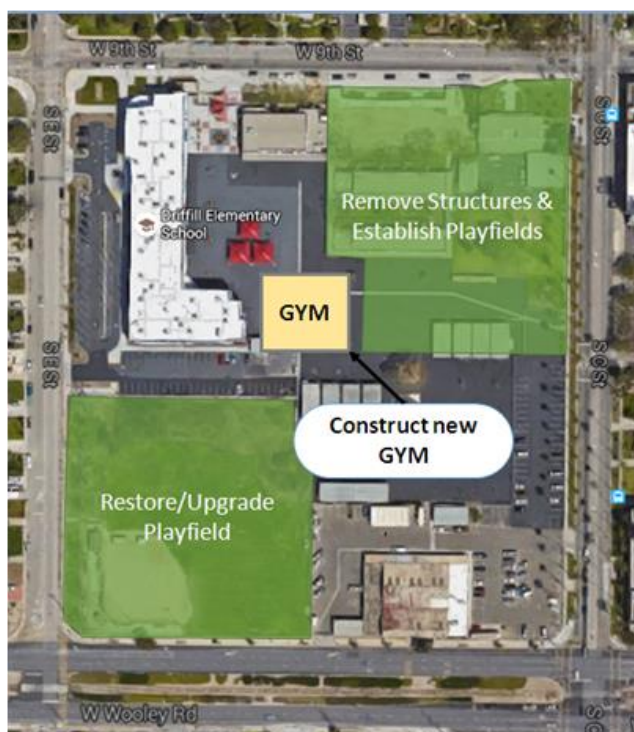 W 9th St
W 9th St
S E St
S C St
Remove Structures &
Establish Playfields
Driffill Elementary
School
GYM
S E St
S C St
Construct new
GYM
Restore/Upgrade
Playfield
W Wooley Rd
S C